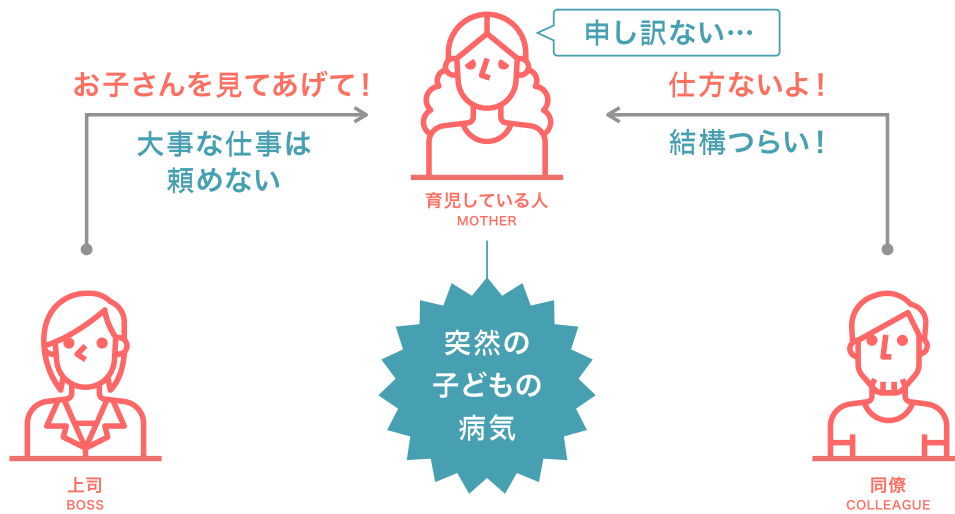 申し訳ない…
お子さんを見てあげて！
大事な仕事は
頼めない
仕方ないよ！
結構つらい！
育児している人
MOTHER
突然の
子どもの
病気
上司
BOSS
同僚
COLLEAGUE